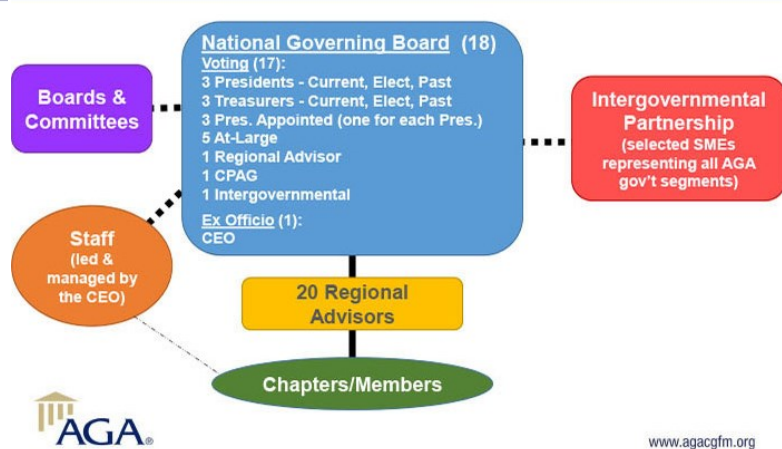 National Governing Board (18)
Voting (17):
3 Presidents - Current, Elect, Past
3 Treasurers - Current, Elect, Past
3 Pres. Appointed (one for each Pres.)
5 At-Large
1 Regional Advisor
1 CPAG
1 Intergovernmental
Ex Officio (1):
CEO
Boards &
Committees
Intergovernmental
Partnership
(selected SMEs
representing all AGA
gov't segments)
Staff
(led &
managed by
the CEO)
20 Regional
Advisors
Chapters/Members
AGA®
www.agacgfm.org